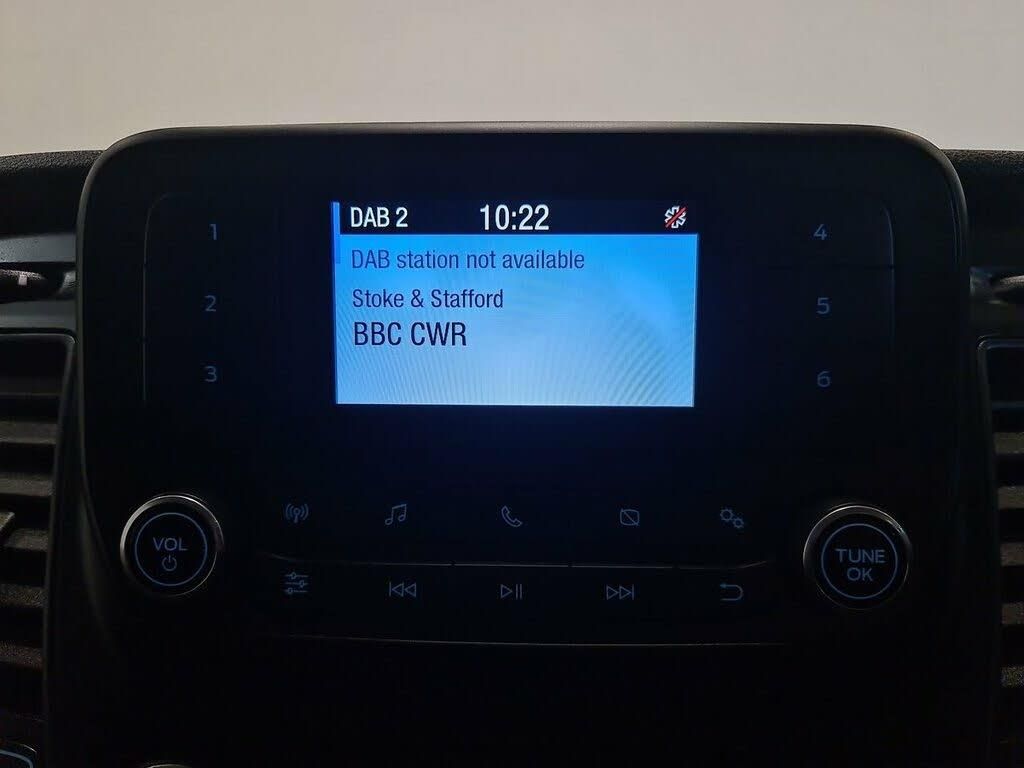 DAB 2 10:22
DAB station not available
Stoke & Stafford
BBC CWR
1
2
3
4
5
6
VOL
TUNE
OK